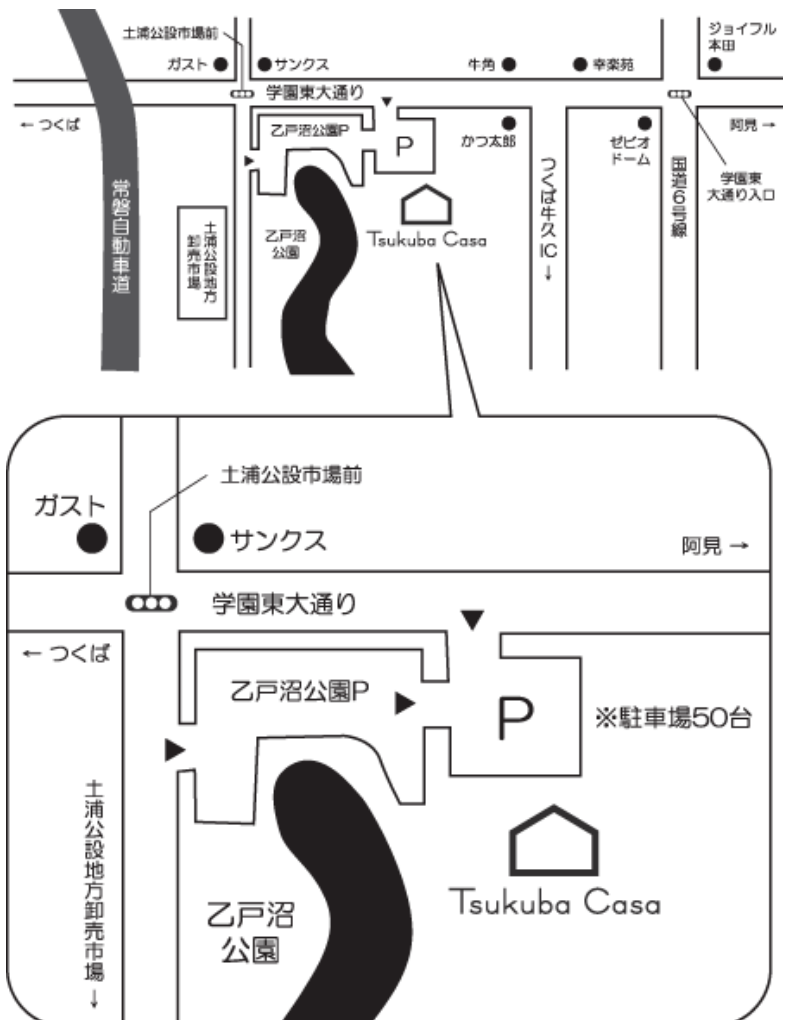 土浦公設市場前
ガスト
サンクス
牛角
幸楽苑
ジョイフル
本田
学園東大通り
← つくば
乙戸沼公園P
P
かつ太郎
ゼビオ
ドーム
阿見 →
学園東
大通り入口
常磐自動車道
土浦公設地方
卸売市場
乙戸沼
公園
Tsukuba Casa
つくば牛久IC↓
国道6号線
土浦公設市場前
ガスト
サンクス
阿見 →
学園東大通り
← つくば
乙戸沼公園P
P
※駐車場50台
土浦公設地方卸売市場↓
乙戸沼
公園
Tsukuba Casa